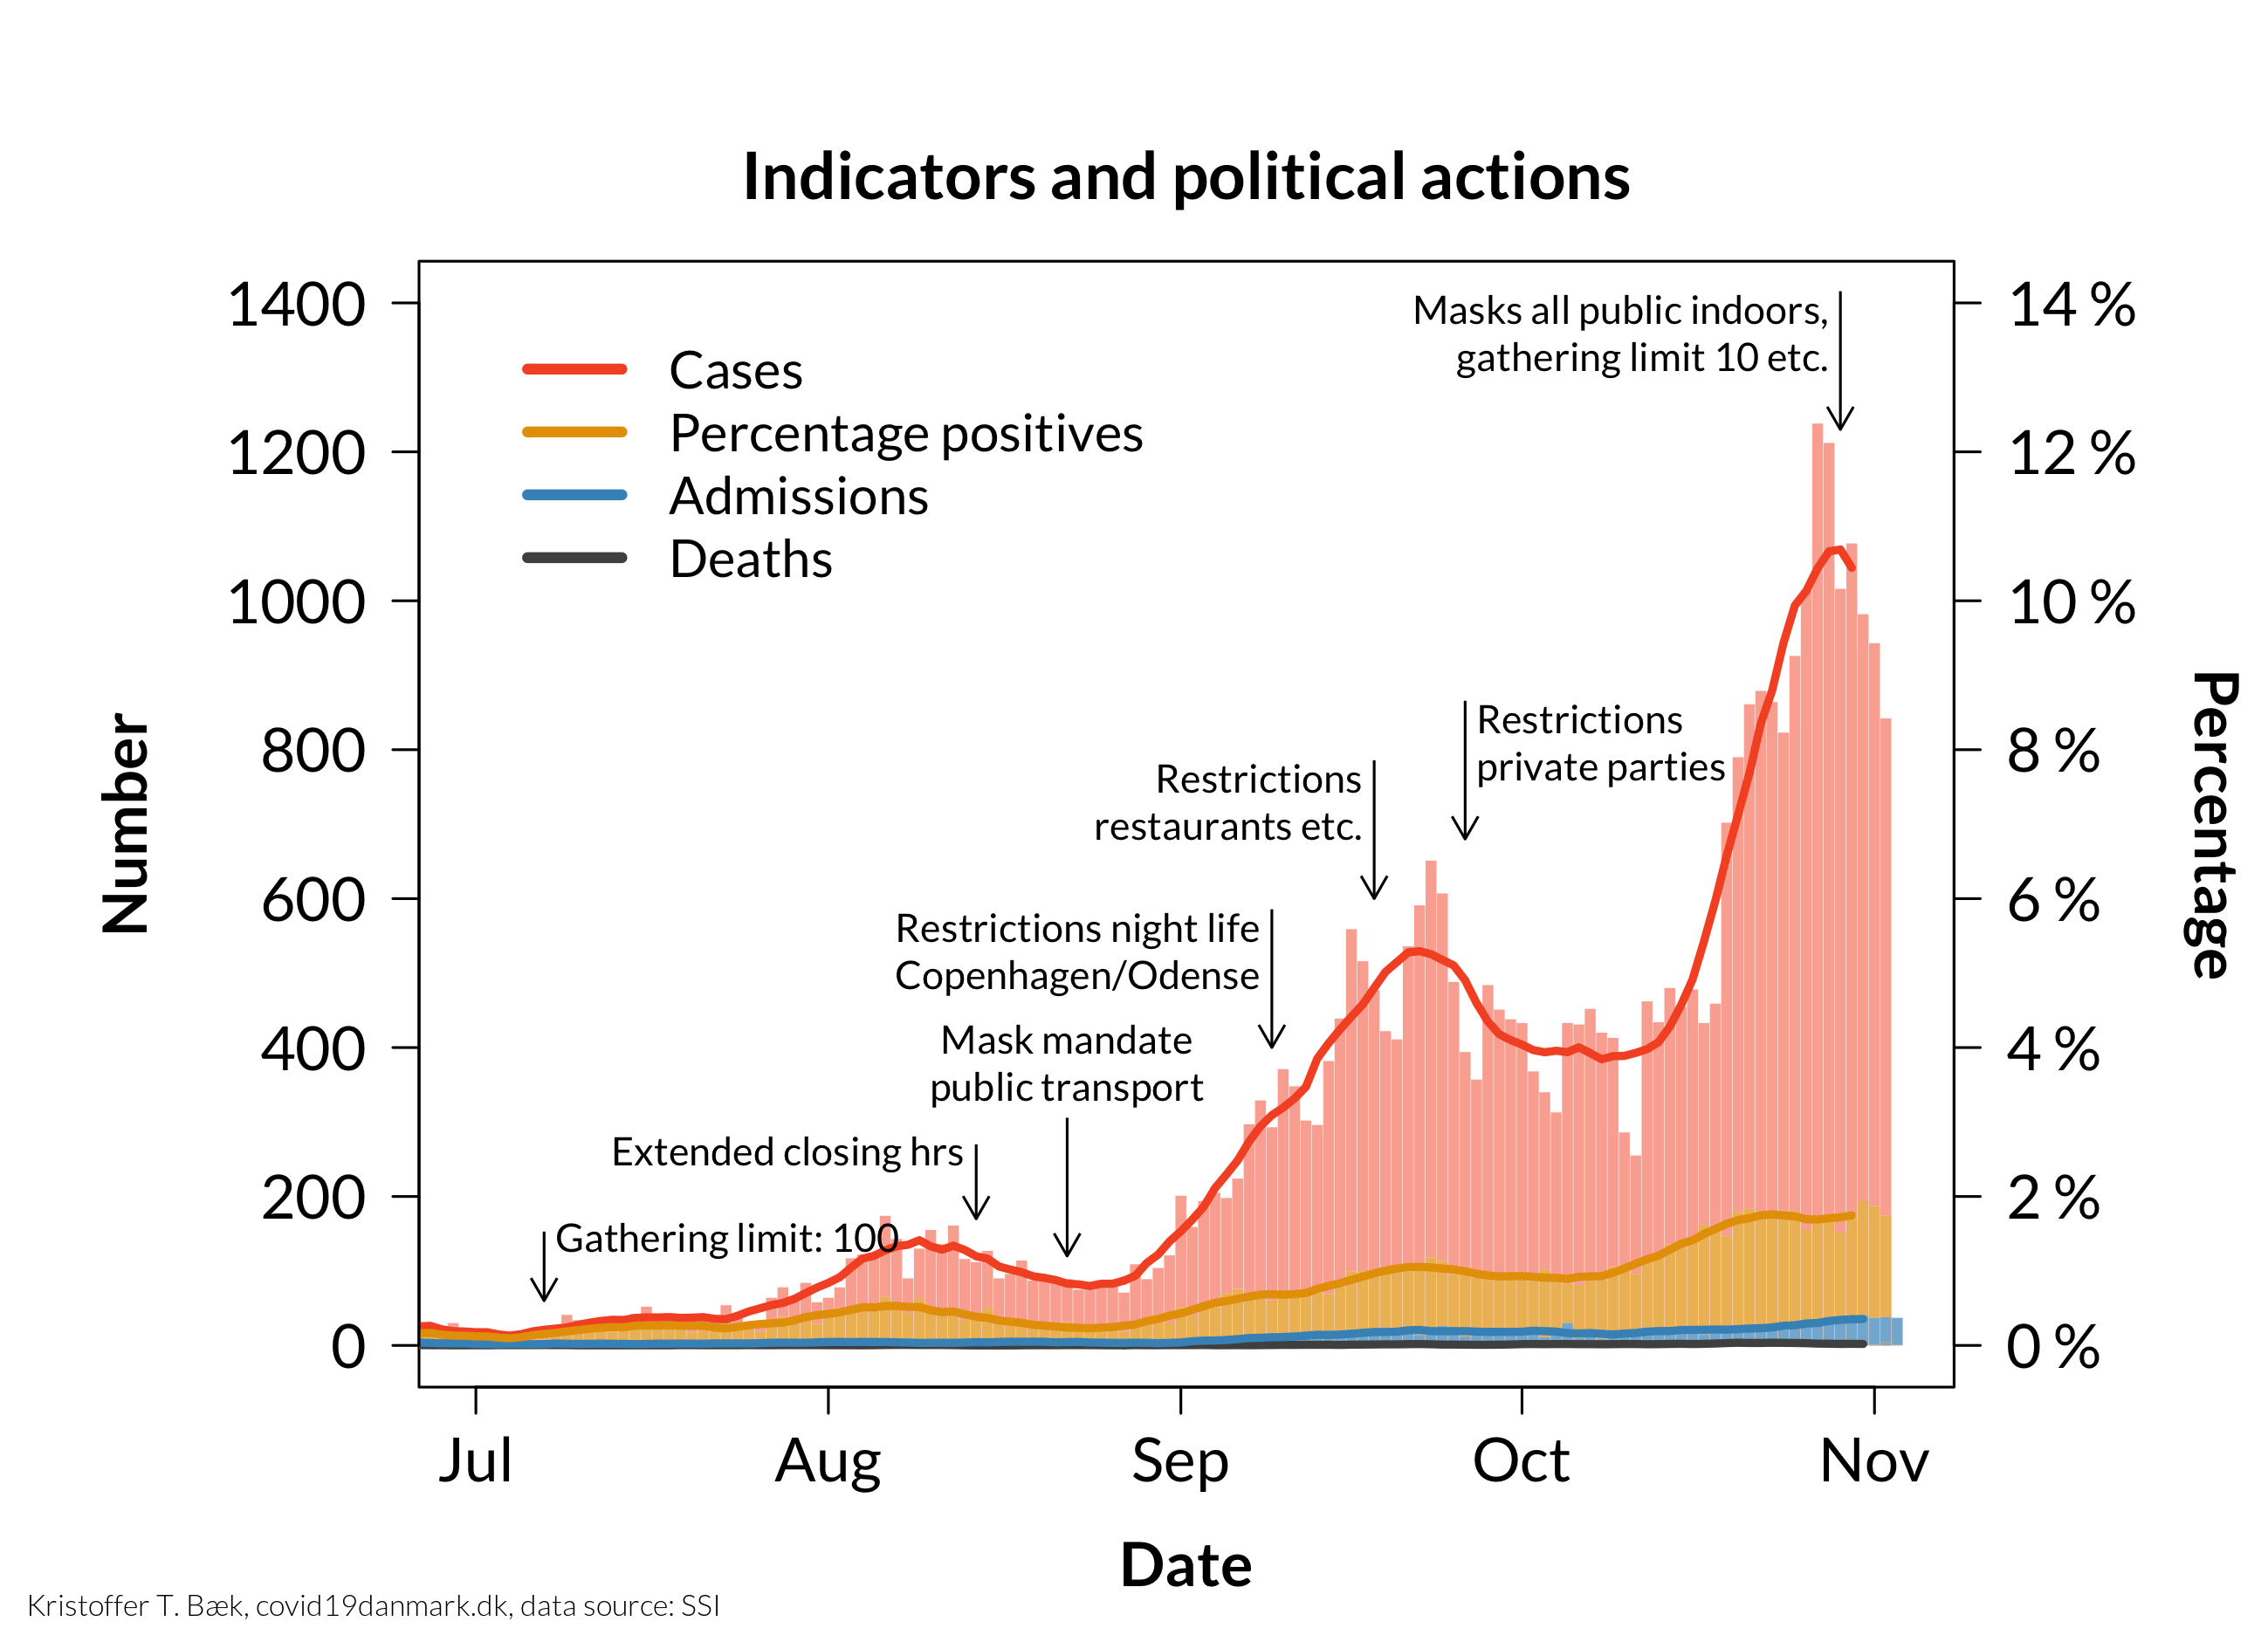 Indicators and political actions
1400
1200
1000
800
600
400
200
0
Number
14 %
12 %
10 %
8 %
6 %
4 %
2 %
0 %
Percentage
Cases
Percentage positives
Admissions
Deaths
Gathering limit: 100
Extended closing hrs
Mask mandate
public transport
Restrictions night life
Copenhagen/Odense
Restrictions
restaurants etc.
Restrictions
private parties
Masks all public indoors,
gathering limit 10 etc.
Jul
Aug
Sep
Oct
Nov
Date
Kristoffer T. Bæk, covid19danmark.dk, data source: SSI